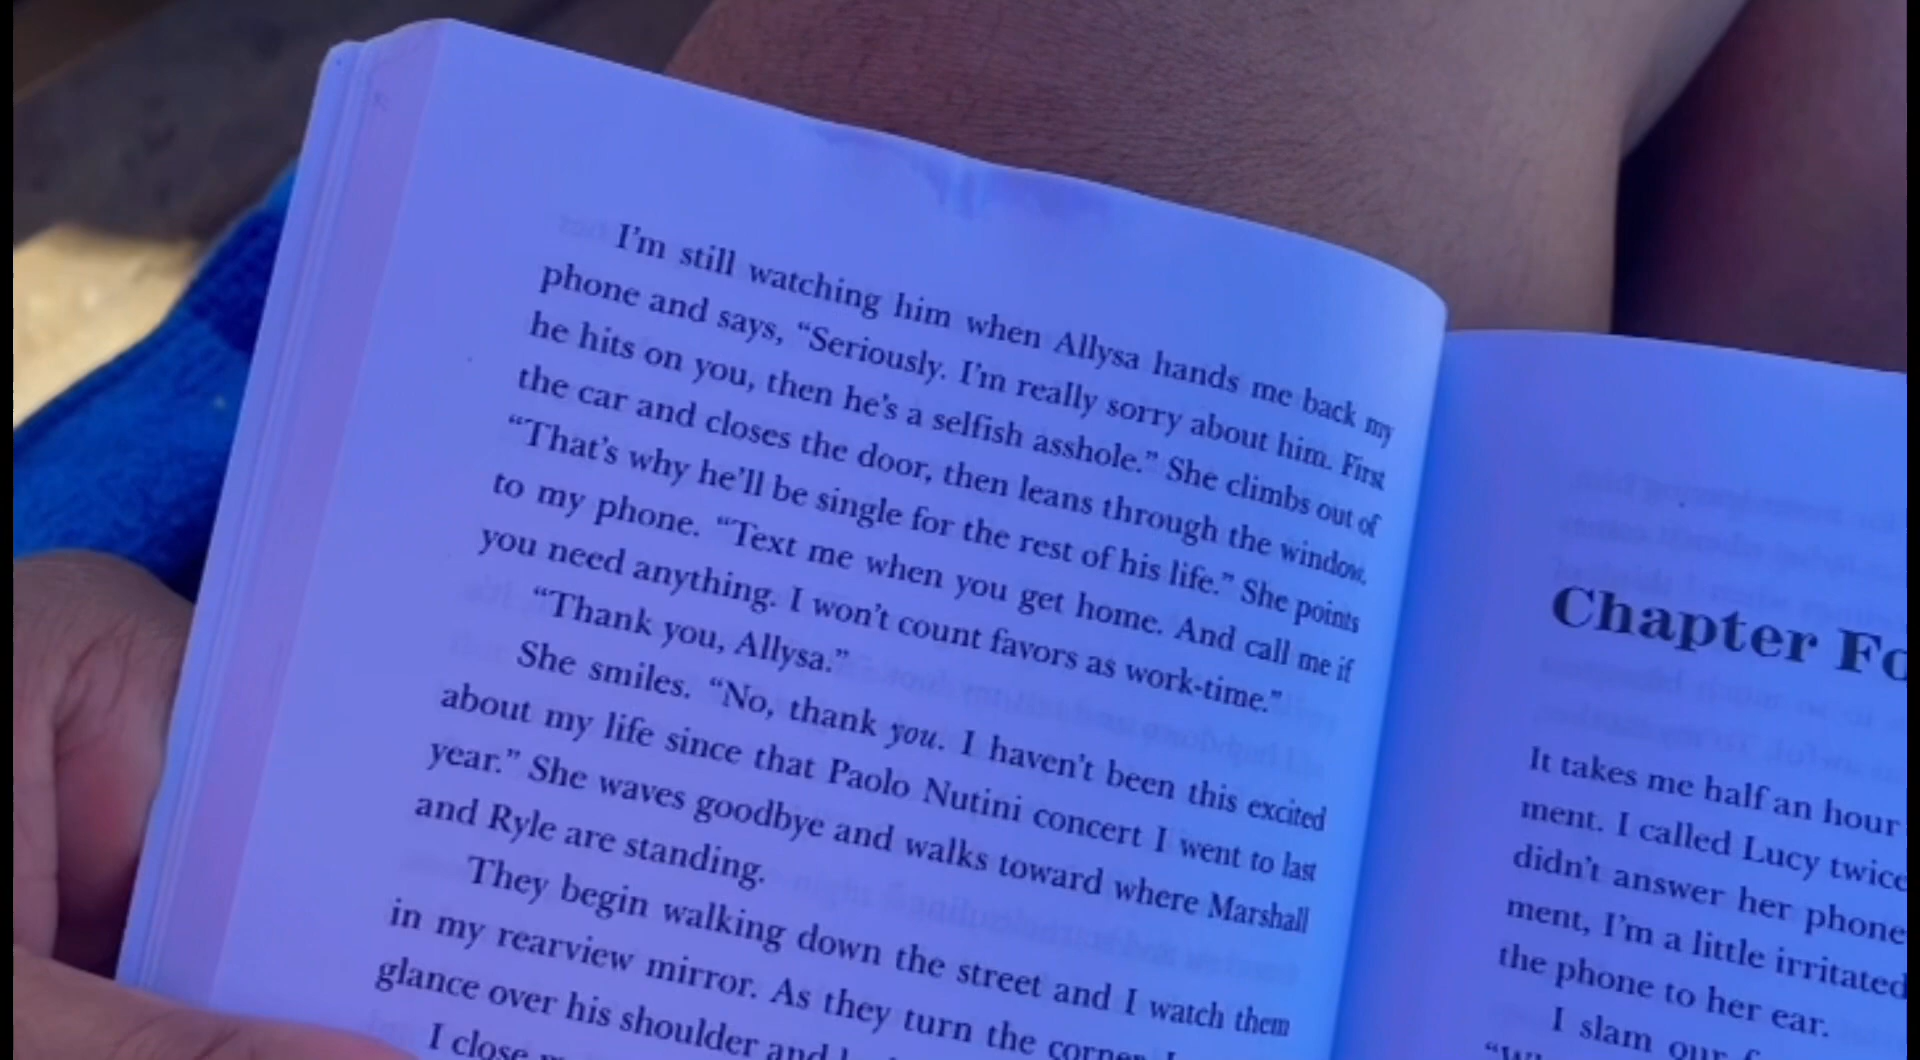 I'm still watching him when Allysa hands me back my
phone and says, “Seriously. I'm really sorry about him. First
he hits on you, then he's a selfish asshole.” She climbs out of
the car and closes the door, then leans through the window.
“That's why he'll be single for the rest of his life.” She points
to my phone. “Text me when you get home. And call me if
you need anything. I won't count favors as work-time.”
“Thank you, Allysa.”
She smiles. “No, thank you. I haven't been this excited
about my life since that Paolo Nutini concert I went to last
year.” She waves goodbye and walks toward where Marshall
and Ryle are standing.
They begin walking down the street and I watch them
in my rearview mirror. As they turn the corner, I
glance over his shoulder and
I close
Chapter Fo
It takes me half an hour
ment. I called Lucy twice
didn't answer her phone
ment, I'm a little irritated
the phone to her ear.
I slam our f